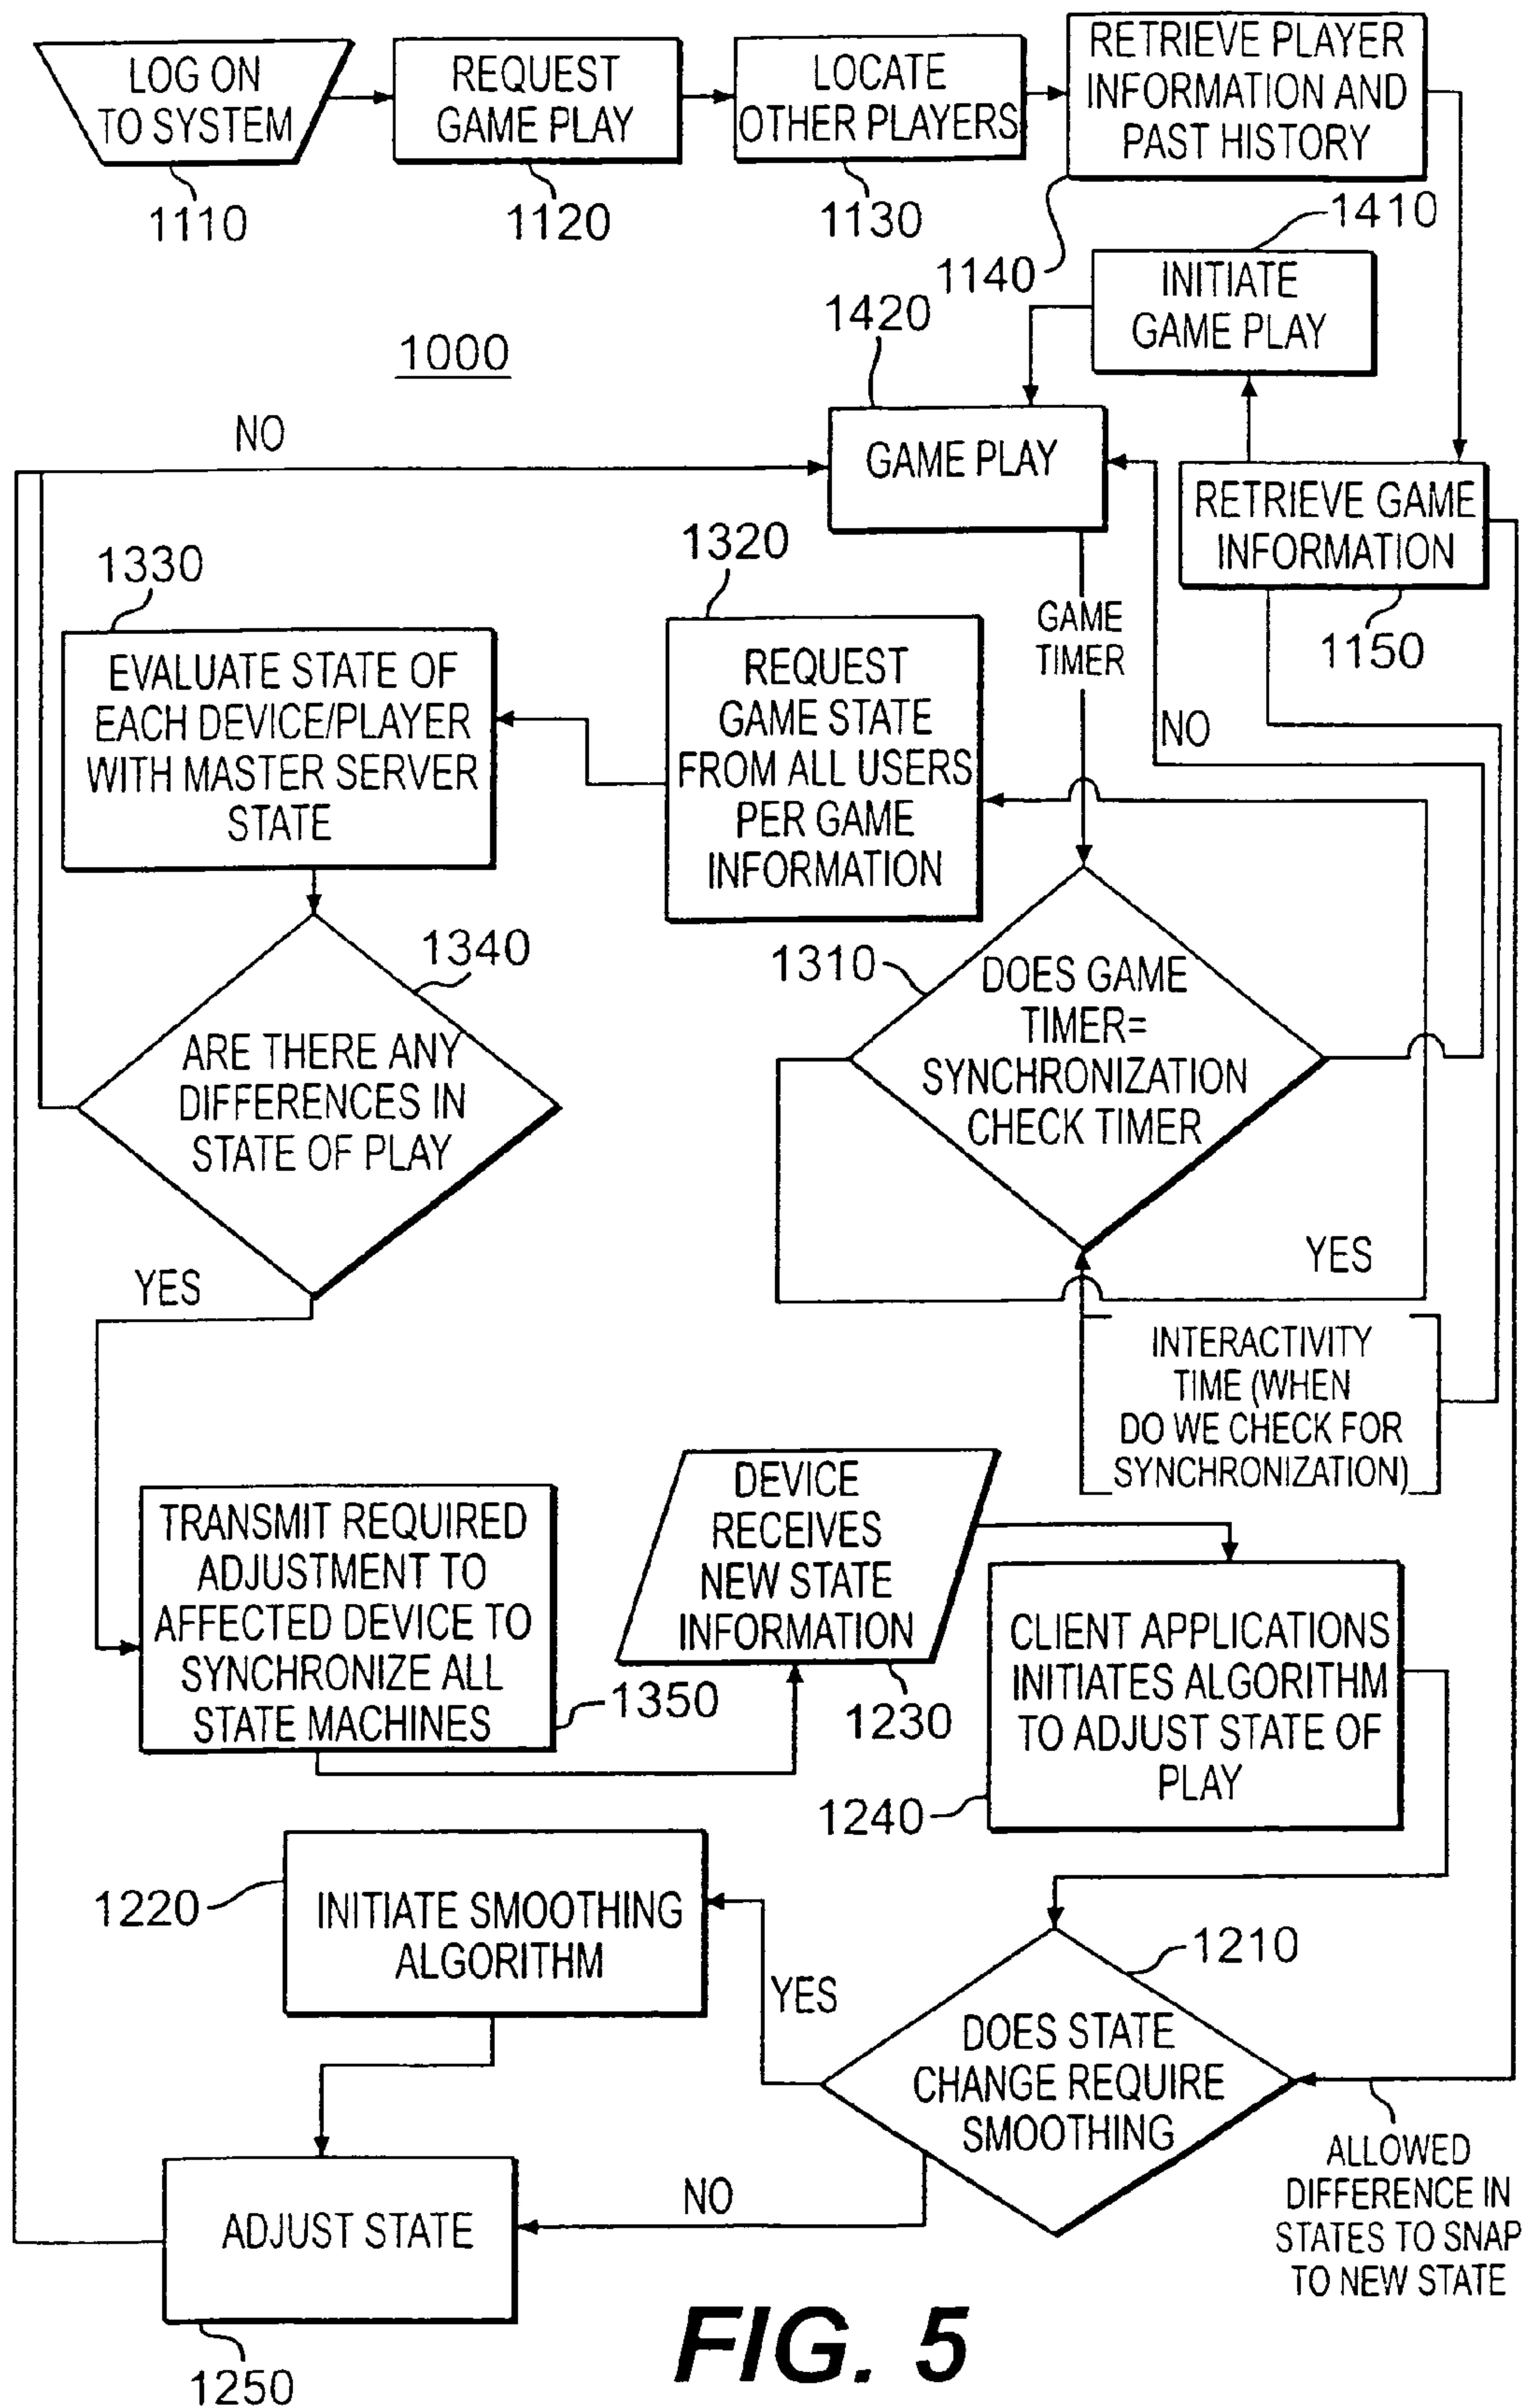 LOG ON
TO SYSTEM
1110
REQUEST
GAME PLAY
1120
LOCATE
OTHER PLAYERS
1130
RETRIEVE PLAYER
INFORMATION AND
PAST HISTORY
1140
1410
INITIATE
GAME PLAY
1420
1000
NO
GAME PLAY
RETRIEVE GAME
INFORMATION
1150
GAME
TIMER
NO
1320
REQUEST
GAME STATE
FROM ALL USERS
PER GAME
INFORMATION
1330
EVALUATE STATE OF
EACH DEVICE/PLAYER
WITH MASTER SERVER
STATE
1340
ARE THERE ANY
DIFFERENCES IN
STATE OF PLAY
YES
1310
DOES GAME
TIMER=
SYNCHRONIZATION
CHECK TIMER
YES
INTERACTIVITY
TIME (WHEN
DO WE CHECK FOR
SYNCHRONIZATION)
TRANSMIT REQUIRED
ADJUSTMENT TO
AFFECTED DEVICE TO
SYNCHRONIZE ALL
STATE MACHINES
1350
DEVICE
RECEIVES
NEW STATE
INFORMATION
1230
CLIENT APPLICATIONS
INITIATES ALGORITHM
TO ADJUST STATE OF
PLAY
1240
1220
INITIATE SMOOTHING
ALGORITHM
YES
1210
DOES STATE
CHANGE REQUIRE
SMOOTHING
NO
ALLOWED
DIFFERENCE IN
STATES TO SNAP
TO NEW STATE
ADJUST STATE
1250
FIG. 5